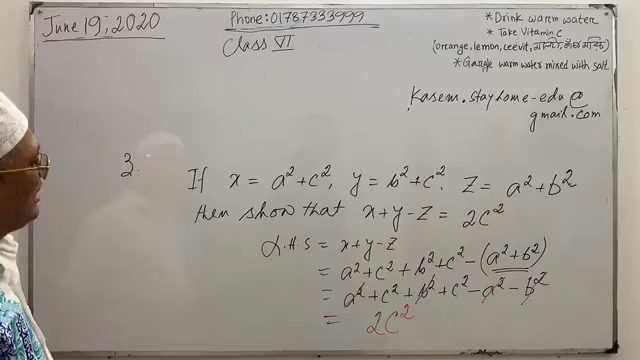 June 19, 2020
Phone: 01787333999
Class VI
* Drink warm water
* Take Vitamin C
(orange, lemon, ceevit,
* Gargle warm water mixed with salt
Kasem.stayhome-edu@
gmail.com
3. If x = a² + c², y = b² + c², z = a² + b²
then show that x + y - z = 2c²
L.H.S = x + y - z
= a² + c² + b² + c² - (a² + b²)
= a² + c² + b² + c² - a² - b²
= 2c²